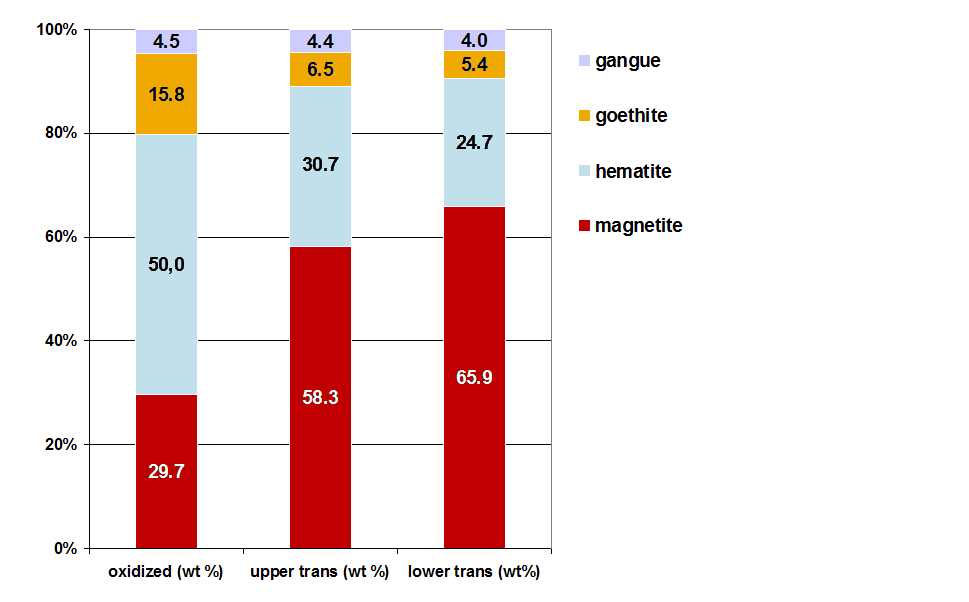 100%
80%
60%
40%
20%
0%
4.5
15.8
50,0
29.7
4.4
6.5
30.7
58.3
4.0
5.4
24.7
65.9
oxidized (wt %)
upper trans (wt %)
lower trans (wt%)
gangue
goethite
hematite
magnetite